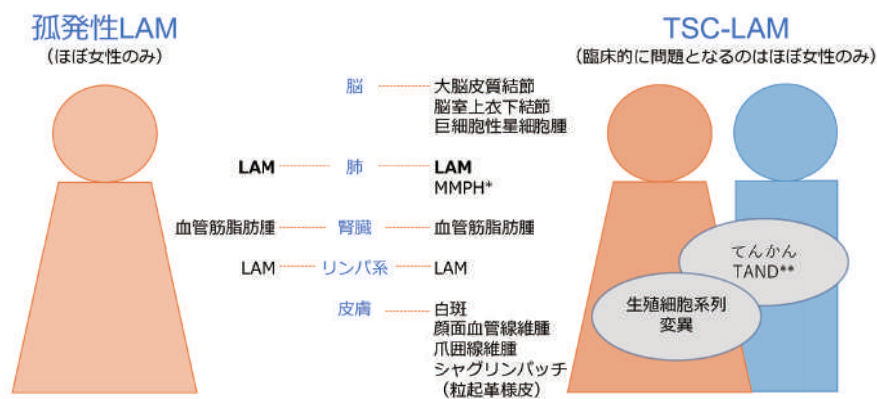 孤発性LAM
(ほぼ女性のみ)
TSC-LAM
(臨床的に問題となるのはほぼ女性のみ)
脳
大脳皮質結節
脳室上衣下結節
巨細胞性星細胞腫
LAM
肺
LAM
MMPH*
血管筋脂肪腫
腎臓
血管筋脂肪腫
LAM
リンパ系
LAM
皮膚
白斑
顔面血管線維腫
爪囲線維腫
シャグリンパッチ
(粒起革様皮)
てんかん
TAND**
生殖細胞系列
変異